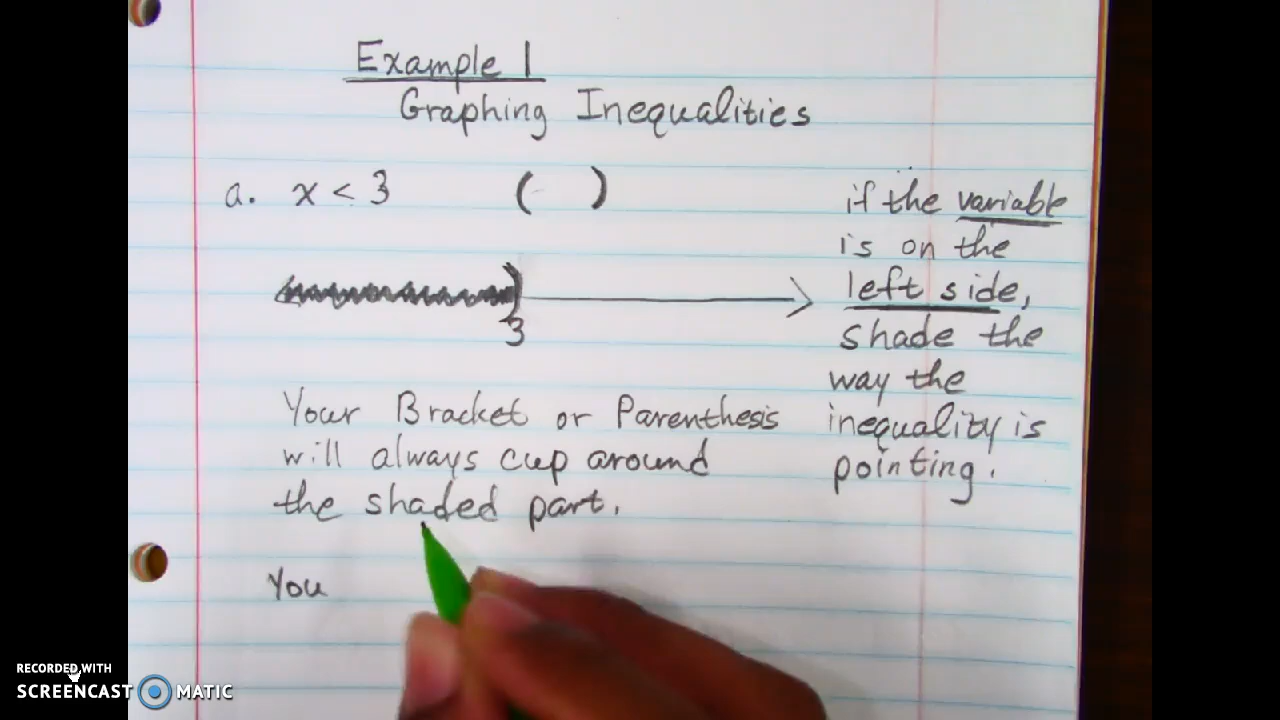 Example 1
Graphing Inequalities
a. x < 3 ( )
3
Your Bracket or Parenthesis
will always cup around
the shaded part.
You
if the variable
is on the
left side,
shade the
way the
inequality is
pointing.
RECORDED WITH
SCREENCAST MATIC